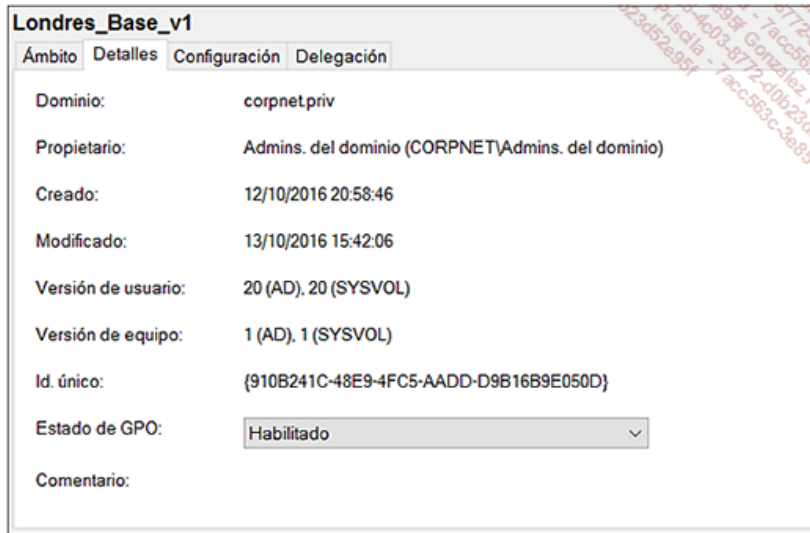 Londres_Base_v1
Ámbito Detalles Configuración Delegación
Dominio: corpnet.priv
Propietario: Admins. del dominio (CORPNET\Admins. del dominio)
Creado: 12/10/2016 20:58:46
Modificado: 13/10/2016 15:42:06
Versión de usuario: 20 (AD), 20 (SYSVOL)
Versión de equipo: 1 (AD), 1 (SYSVOL)
Id. único: {910B241C-48E9-4FC5-AADD-D9B16B9E050D}
Estado de GPO: Habilitado
Comentario: